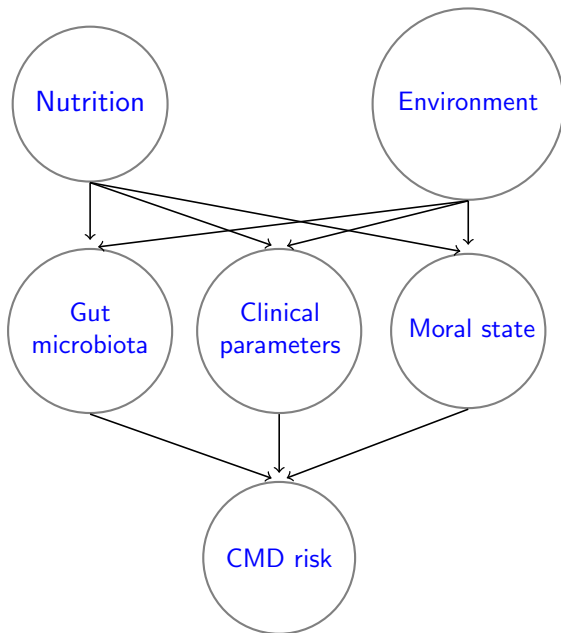 Nutrition
Environment
Gut
microbiota
Clinical
parameters
Moral state
CMD risk